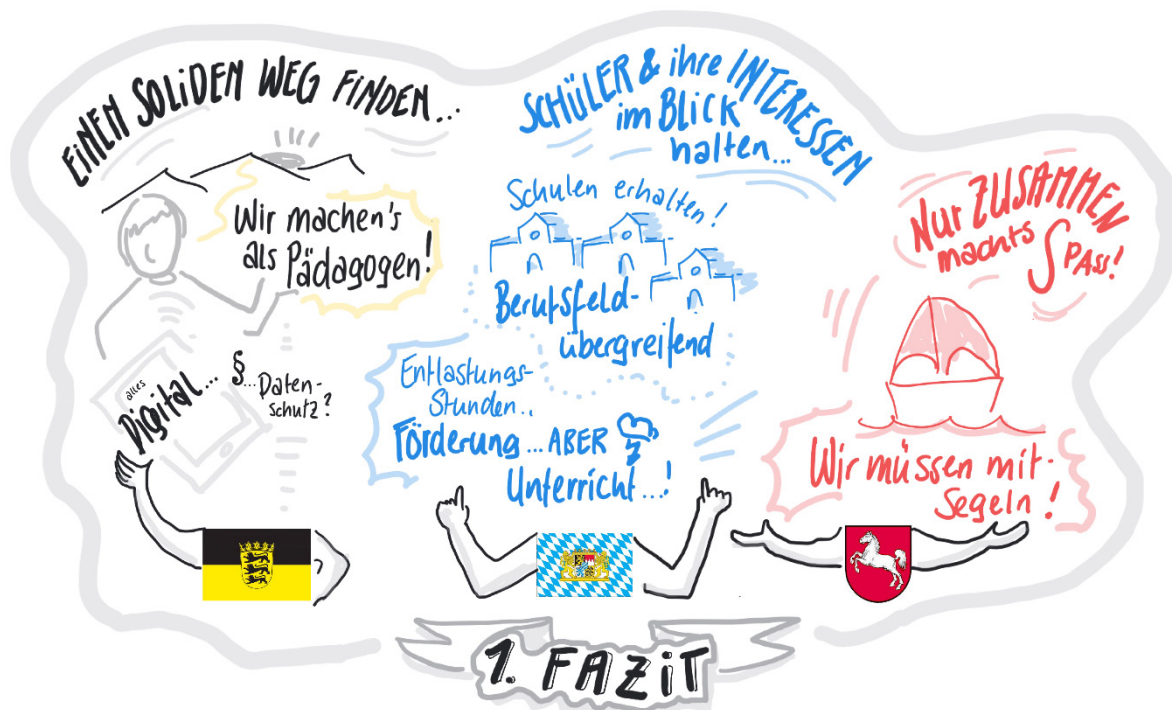 EINEN SOLIDEN WEG FINDEN...
Wir machen's
als Pädagogen!
alles
Digital...
§...Daten-
schutz?
SCHÜLER & ihre INTERESSEN
im Blick
halten...
Schulen erhalten!
Berufsfeld-
übergreifend
Entlastungs-
Stunden..
Förderung...ABER
Unterricht...!
Nur ZUSAMMEN
machts SPAss!
Wir müssen mit-
Segeln!
1. FAZiT